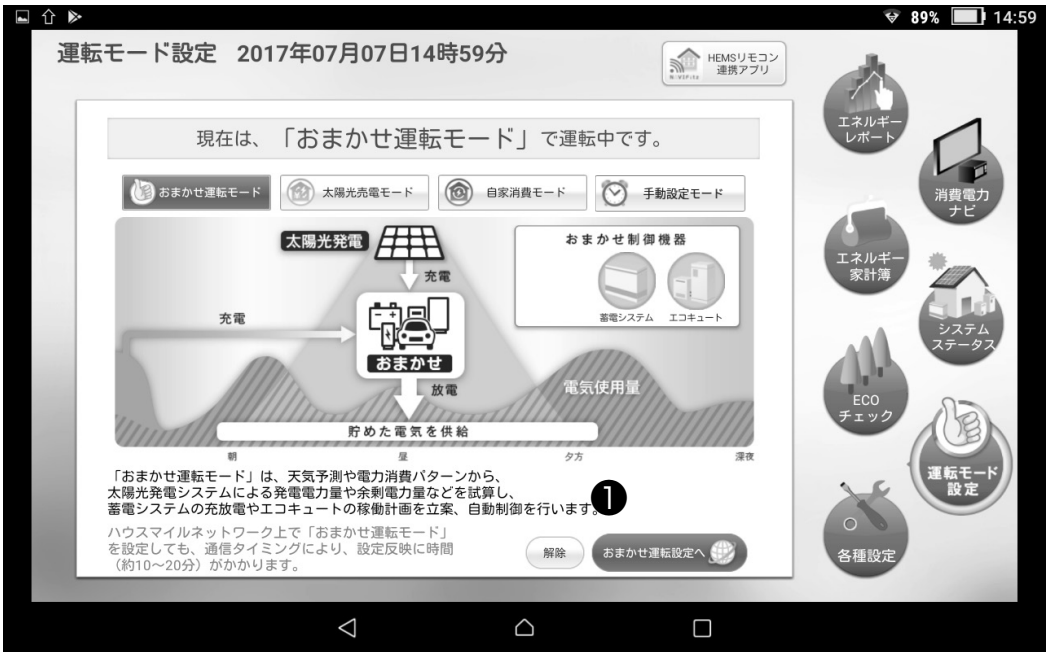 89% 14:59
運転モード設定 2017年07月07日14時59分
HEMSリモコン
連携アプリ
現在は、「おまかせ運転モード」で運転中です。
おまかせ運転モード 太陽光売電モード 自家消費モード 手動設定モード
太陽光発電
充電
充電
おまかせ
放電
おまかせ制御機器
蓄電システム エコキュート
電気使用量
貯めた電気を供給
朝 昼 夕方 深夜
「おまかせ運転モード」は、天気予測や電力消費パターンから、
太陽光発電システムによる発電電力量や余剰電力量などを試算し、
蓄電システムの充放電やエコキュートの稼働計画を立案、自動制御を行います。
❶
ハウスマイルネットワーク上で「おまかせ運転モード」
を設定しても、通信タイミングにより、設定反映に時間
(約10~20分)がかかります。
解除 おまかせ運転設定へ
エネルギー
レポート
消費電力
ナビ
エネルギー
家計簿
システム
ステータス
ECO
チェック
運転モード
設定
各種設定